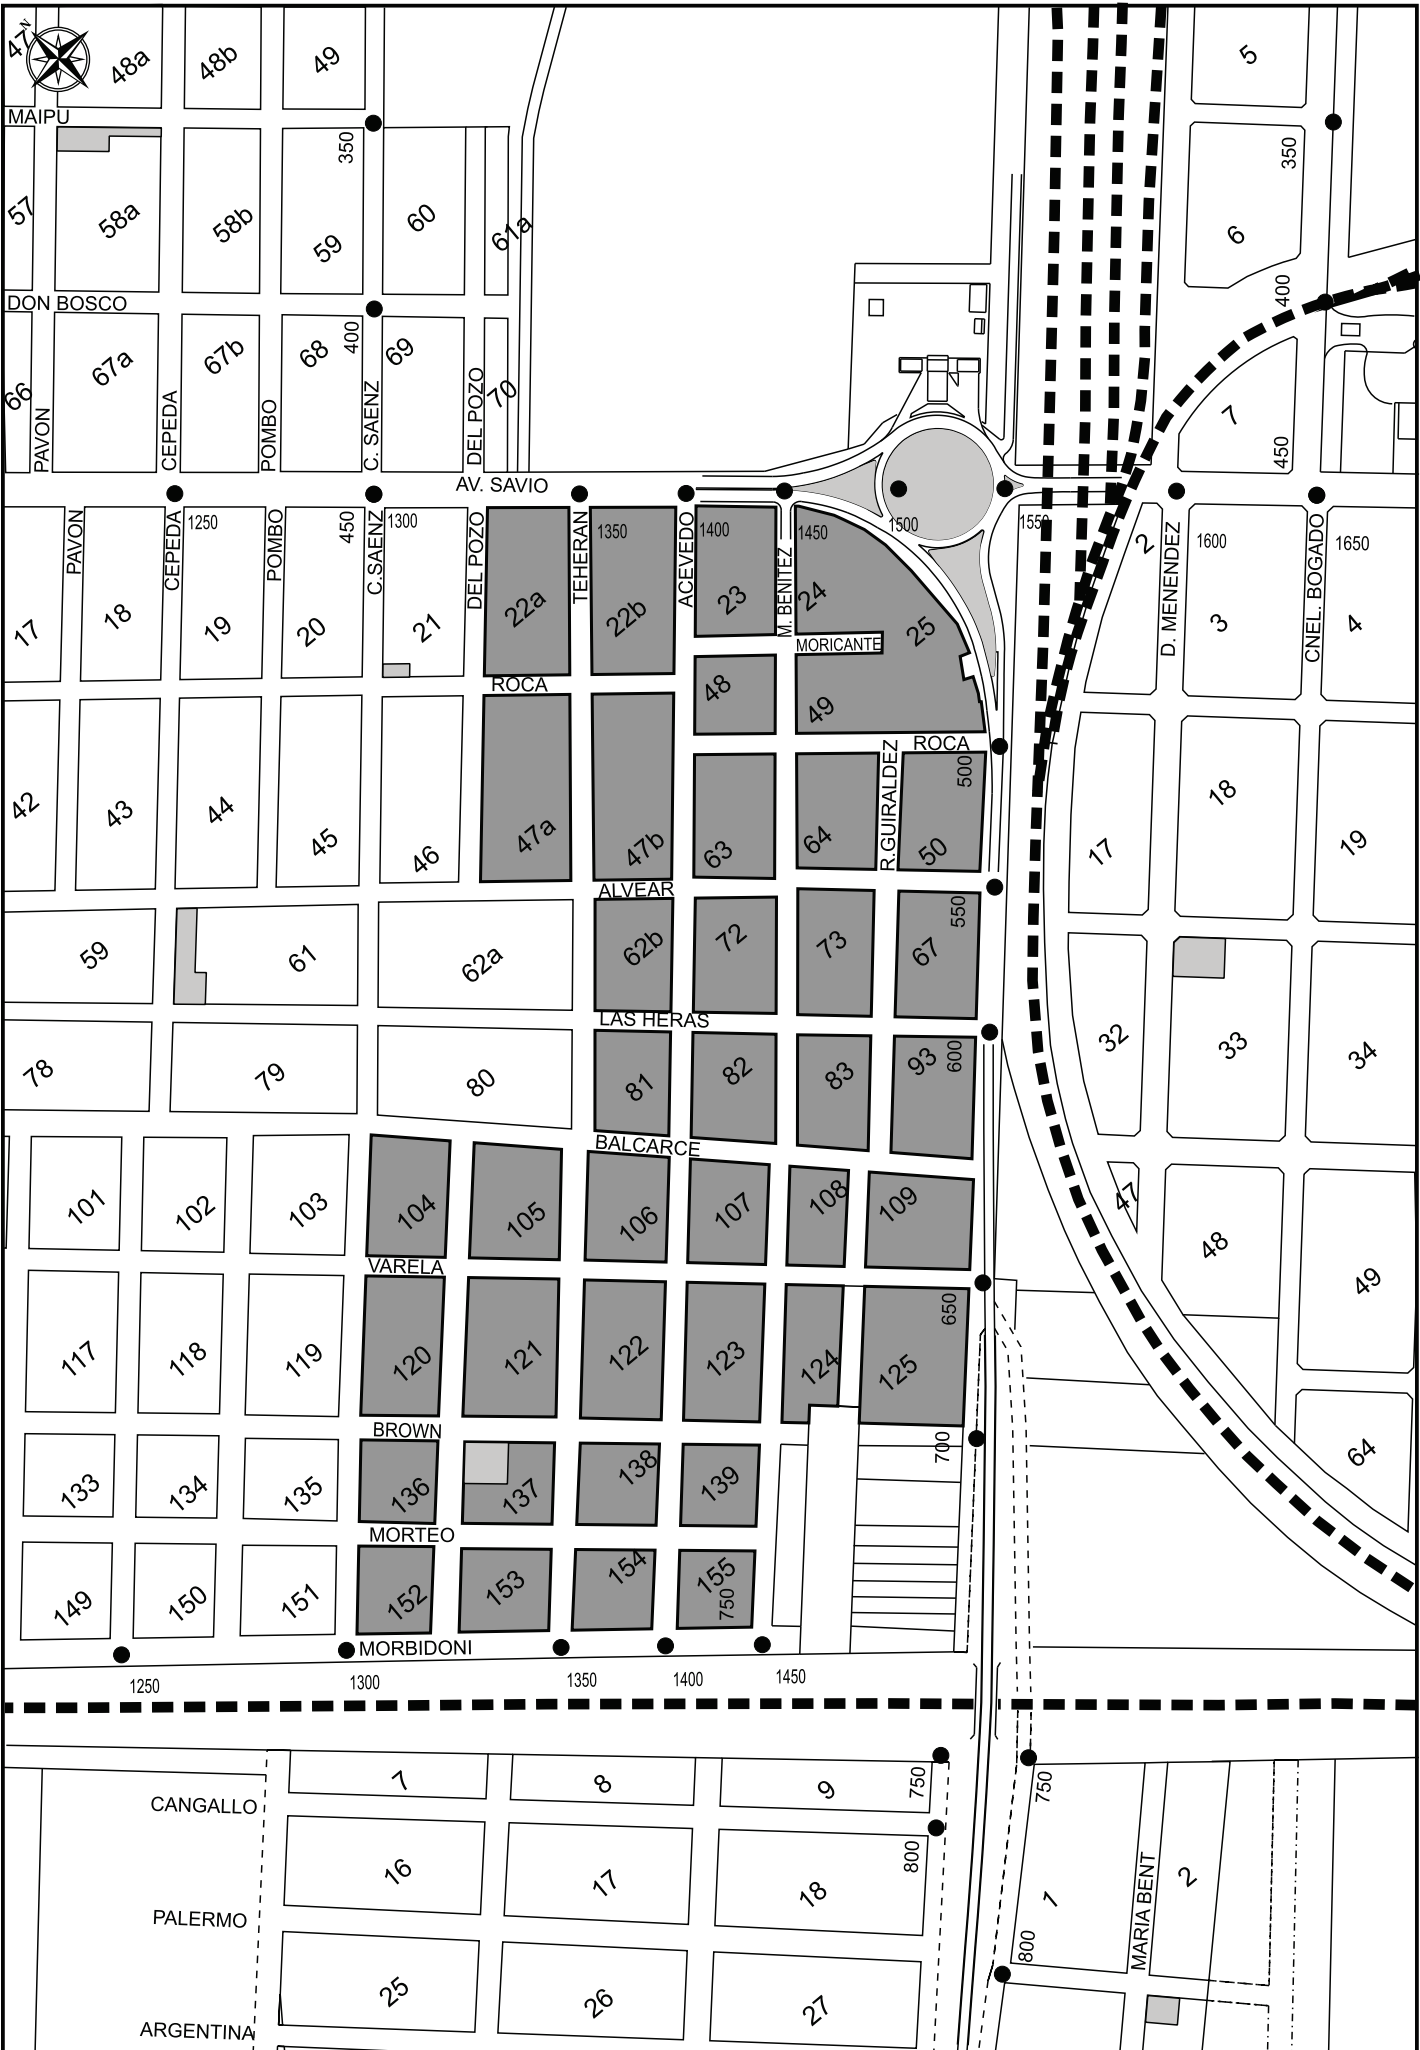 N
47
48a
48b
49
5
MAIPU
350
350
57
58a
58b
59
60
61a
6
DON BOSCO
400
400
66
67a
67b
68
69
70
7
PAVON
CEPEDA
POMBO
C. SAENZ
DEL POZO
450
AV. SAVIO
PAVON
CEPEDA
1250
POMBO
450
C.SAENZ
1300
DEL POZO
TEHERAN
1350
ACEVEDO
1400
M. BENITEZ
1450
1500
1550
D. MENENDEZ
1600
CNEL. BOGADO
1650
17
18
19
20
21
22a
22b
23
24
25
2
3
4
MORICANTE
ROCA
48
49
ROCA
R.GUIRALDEZ
500
42
43
44
45
46
47a
47b
63
64
50
17
18
19
ALVEAR
550
59
61
62a
62b
72
73
67
LAS HERAS
600
78
79
80
81
82
83
93
32
33
34
BALCARCE
101
102
103
104
105
106
107
108
109
47
48
49
VARELA
650
117
118
119
120
121
122
123
124
125
BROWN
700
64
133
134
135
136
137
138
139
MORTEO
149
150
151
152
153
154
155
750
MORBIDONI
1250
1300
1350
1400
1450
7
8
9
750
750
CANGALLO
800
16
17
18
1
MARIA BENT
2
PALERMO
800
25
26
27
ARGENTINA